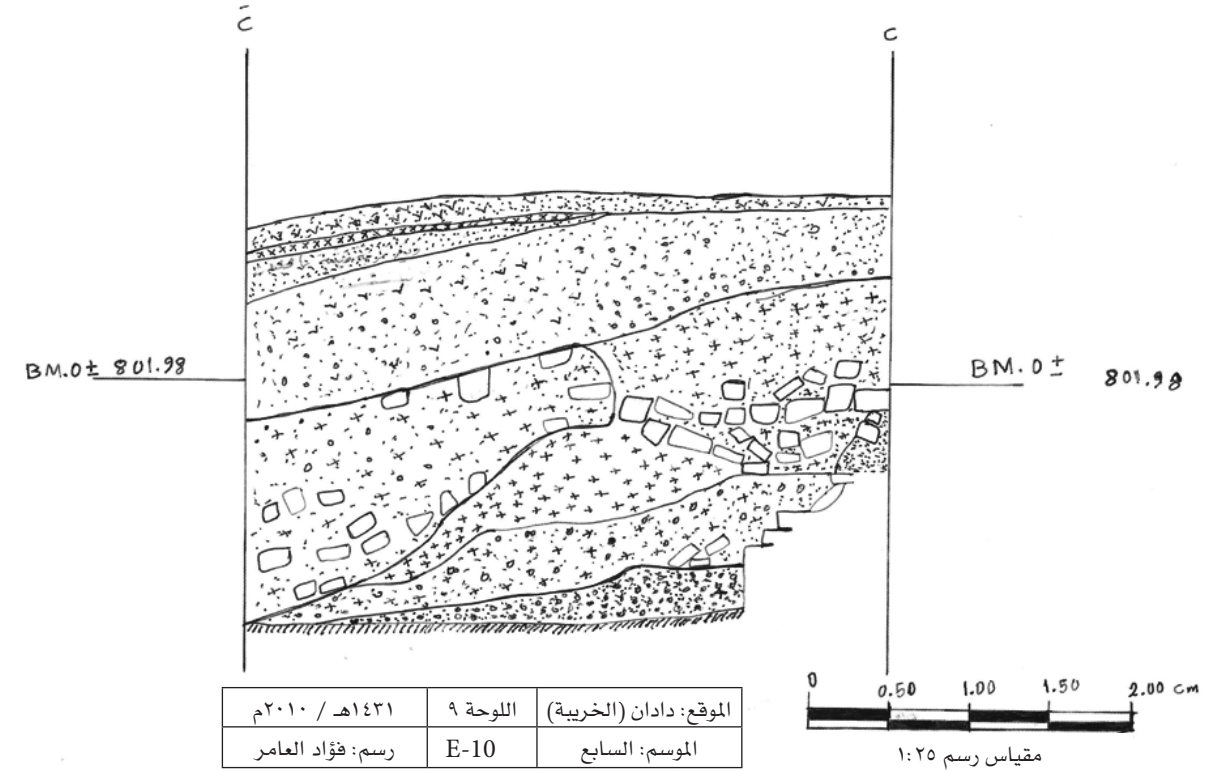 c̄ c
BM.0± 801.98 BM.0± 801.98
0 0.50 1.00 1.50 2.00 cm
مقياس رسم ١:٢٥
الموقع: دادان (الخريبة) اللوحة ٩ ١٤٣١هـ / ٢٠١٠م
الموسم: السابع E-10 رسم: فؤاد العامر